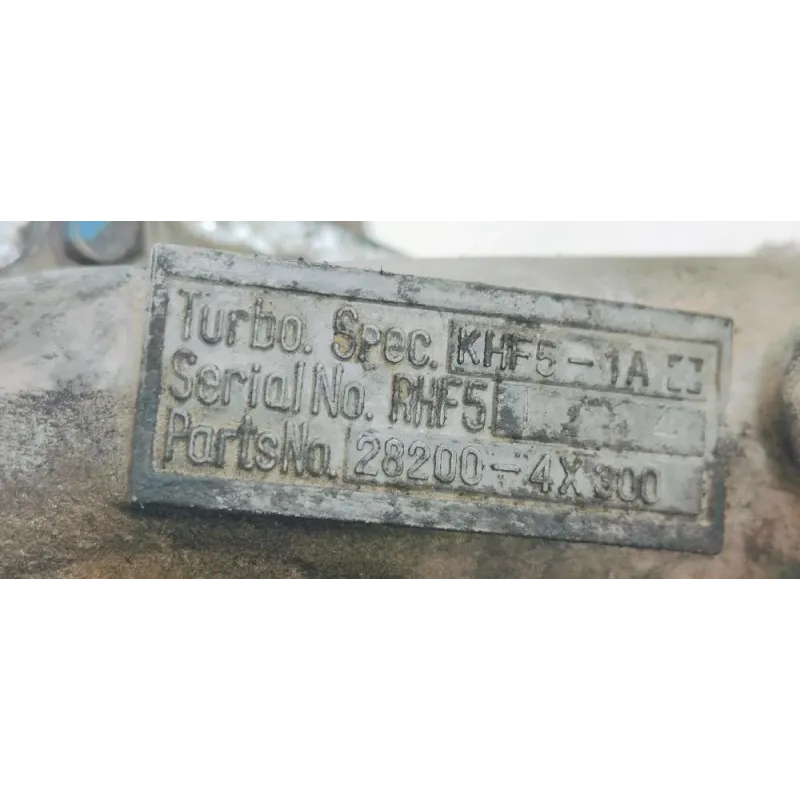 Turbo. Spec. KHF5-1A
Serial No. RHF5
Parts No. 28200-4X300